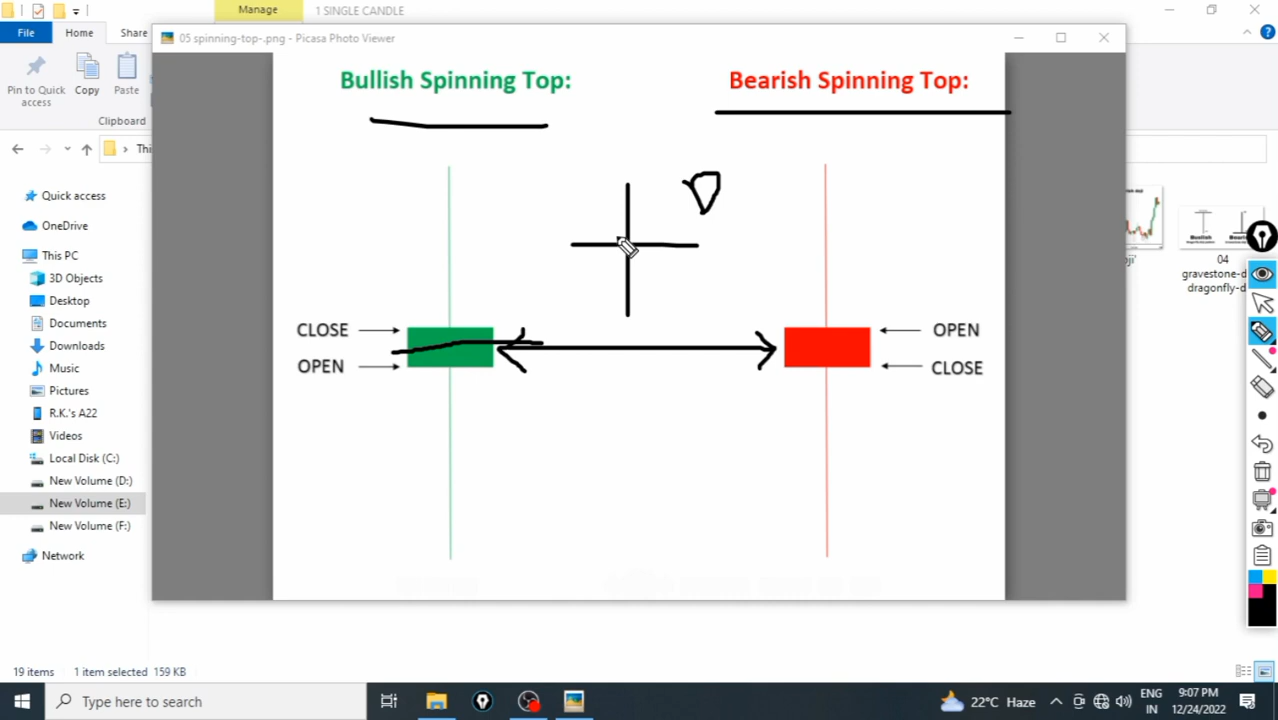 Manage
1 SINGLE CANDLE
File
Home
Share
Pin to Quick access
Copy
Paste
Clipboard
Thi
05 spinning-top-.png - Picasa Photo Viewer
Bullish Spinning Top:
Bearish Spinning Top:
CLOSE
OPEN
OPEN
CLOSE
Quick access
OneDrive
This PC
3D Objects
Desktop
Documents
Downloads
Music
Pictures
R.K.'s A22
Videos
Local Disk (C:)
New Volume (D:)
New Volume (E:)
New Volume (F:)
Network
ji'
04
gravestone-d
dragonfly-d
19 items
1 item selected 159 KB
Type here to search
22°C Haze
ENG
IN
9:07 PM
12/24/2022